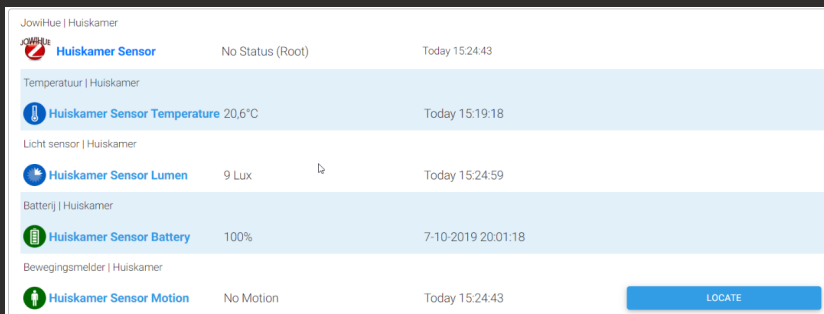 JowiHue | Huiskamer
JOWIHUE
Huiskamer Sensor No Status (Root) Today 15:24:43
Temperatuur | Huiskamer
Huiskamer Sensor Temperature 20,6°C Today 15:19:18
Licht sensor | Huiskamer
Huiskamer Sensor Lumen 9 Lux Today 15:24:59
Batterij | Huiskamer
Huiskamer Sensor Battery 100% 7-10-2019 20:01:18
Bewegingsmelder | Huiskamer
Huiskamer Sensor Motion No Motion Today 15:24:43 LOCATE